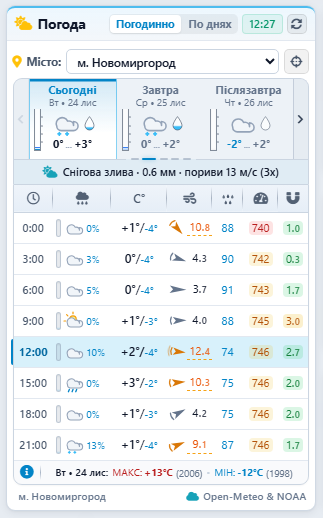 Погода Погодинно По днях 12:27
Місто: м. Новомиргород
Сьогодні Завтра Післязавтра
Вт • 24 лис Ср • 25 лис Чт • 26 лис
0° ... +3° 0° ... +2° -2° ... +2°
Снігова злива · 0.6 мм · пориви 13 м/с (3x)
C°
0:00 0% +1°/-4° 10.8 88 740 1.0
3:00 3% 0°/-4° 4.3 90 742 0.3
6:00 5% 0°/-4° 3.7 91 743 1.7
9:00 0% +1°/-3° 4.0 88 745 3.0
12:00 10% +2°/-4° 12.4 74 746 2.7
15:00 0% +3°/-2° 10.3 75 746 2.0
18:00 0% +1°/-3° 4.2 75 746 2.0
21:00 13% +1°/-4° 9.1 87 746 1.7
Вт • 24 лис: МАКС: +13°C (2006) · МІН: -12°C (1998)
м. Новомиргород Open-Meteo & NOAA